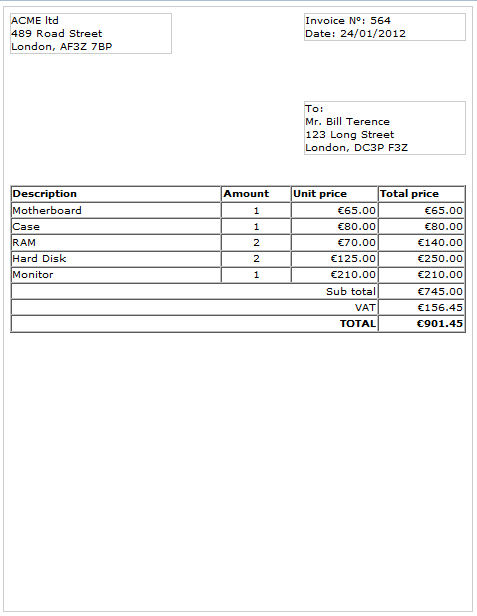 ACME ltd
489 Road Street
London, AF3Z 7BP
Invoice Nº: 564
Date: 24/01/2012
To:
Mr. Bill Terence
123 Long Street
London, DC3P F3Z
Description Amount Unit price Total price
Motherboard 1 €65.00 €65.00
Case 1 €80.00 €80.00
RAM 2 €70.00 €140.00
Hard Disk 2 €125.00 €250.00
Monitor 1 €210.00 €210.00
Sub total €745.00
VAT €156.45
TOTAL €901.45